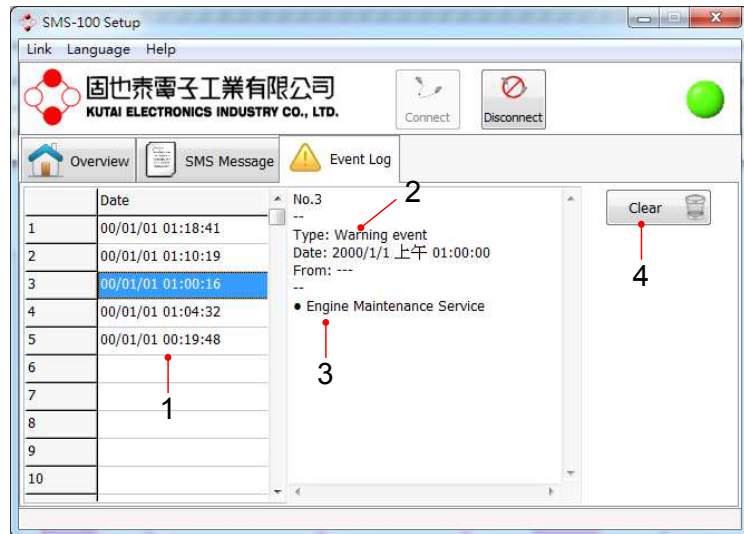 SMS-100 Setup
Link Language Help
固也泰電子工業有限公司
KUTAI ELECTRONICS INDUSTRY CO., LTD.
Connect
Disconnect
Overview
SMS Message
Event Log
Date
1 00/01/01 01:18:41
2 00/01/01 01:10:19
3 00/01/01 01:00:16
4 00/01/01 01:04:32
5 00/01/01 00:19:48
6
7
8
9
10
1
No.3
--
Type: Warning event
Date: 2000/1/1 上午 01:00:00
From: ---
--
● Engine Maintenance Service
2
3
Clear
4